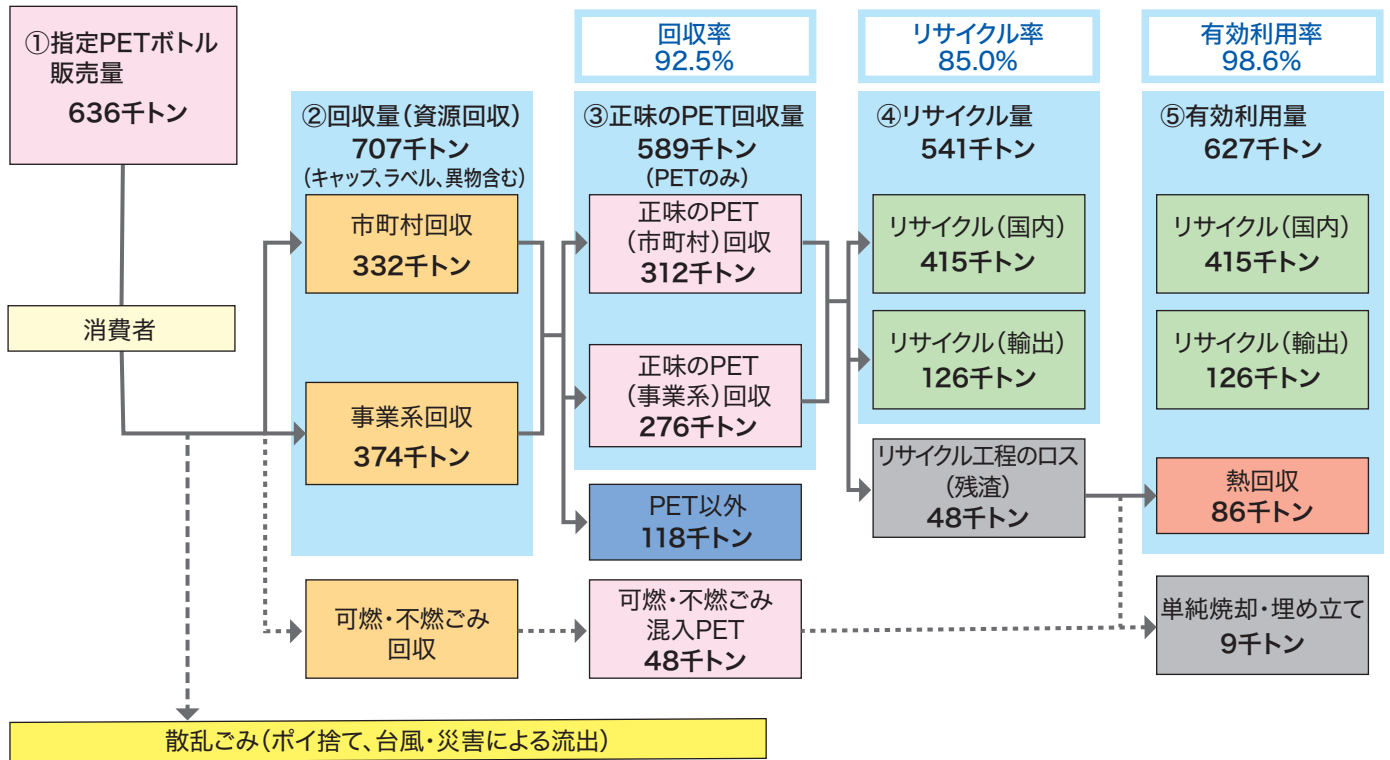 ①指定PETボトル
販売量
636千トン
消費者
②回収量(資源回収)
707千トン
(キャップ、ラベル、異物含む)
市町村回収
332千トン
事業系回収
374千トン
可燃・不燃ごみ
回収
回収率
92.5%
③正味のPET回収量
589千トン
(PETのみ)
正味のPET
(市町村)回収
312千トン
正味のPET
(事業系)回収
276千トン
PET以外
118千トン
可燃・不燃ごみ
混入PET
48千トン
リサイクル率
85.0%
④リサイクル量
541千トン
リサイクル(国内)
415千トン
リサイクル(輸出)
126千トン
リサイクル工程のロス
(残渣)
48千トン
有効利用率
98.6%
⑤有効利用量
627千トン
リサイクル(国内)
415千トン
リサイクル(輸出)
126千トン
熱回収
86千トン
単純焼却・埋め立て
9千トン
散乱ごみ(ポイ捨て、台風・災害による流出)